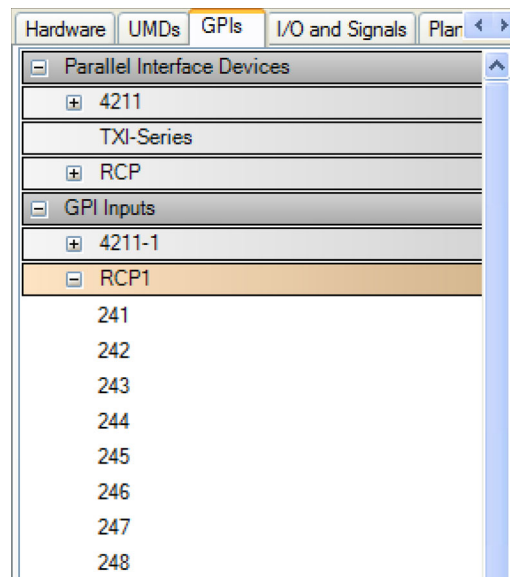 Hardware UMDs GPIs I/O and Signals Plan
Parallel Interface Devices
4211
TXI-Series
RCP
GPI Inputs
4211-1
RCP1
241
242
243
244
245
246
247
248